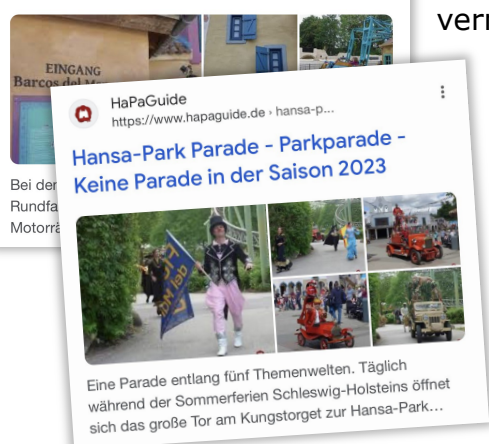 verr
EINGANG
Barcos del M
HaPaGuide
https://www.hapaguide.de › hansa-p...
Hansa-Park Parade - Parkparade -
Keine Parade in der Saison 2023
Bei der
Rundfa
Motorrä
Eine Parade entlang fünf Themenwelten. Täglich
während der Sommerferien Schleswig-Holsteins öffnet
sich das große Tor am Kungstorget zur Hansa-Park...